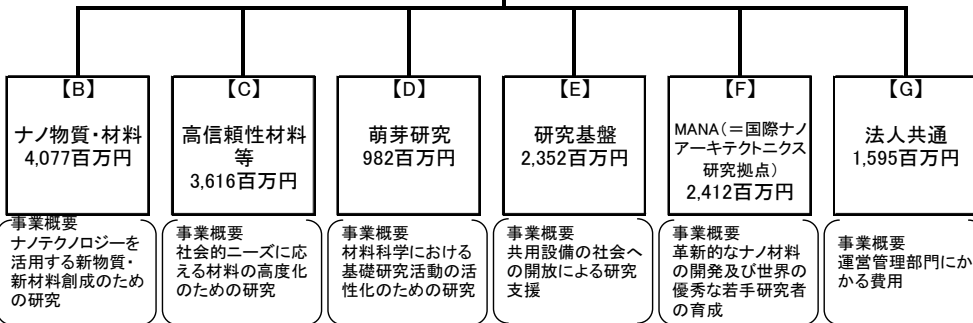 【B】
ナノ物質・材料
4,077百万円
事業概要
ナノテクノロジーを
活用する新物質・
新材料創成のため
の研究
【C】
高信頼性材料
等
3,616百万円
事業概要
社会的ニーズに応
える材料の高度化
のための研究
【D】
萌芽研究
982百万円
事業概要
材料科学における
基礎研究活動の活
性化のための研究
【E】
研究基盤
2,352百万円
事業概要
共用設備の社会へ
の開放による研究
支援
【F】
MANA(=国際ナノ
アーキテクトニクス
研究拠点)
2,412百万円
事業概要
革新的なナノ材料
の開発及び世界の
優秀な若手研究者
の育成
【G】
法人共通
1,595百万円
事業概要
運営管理部門にか
かる費用